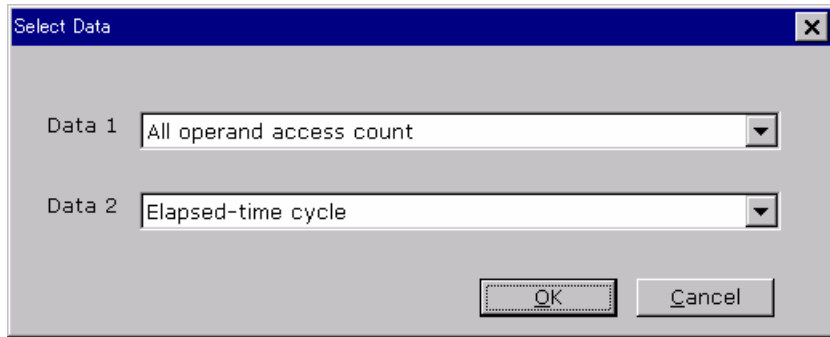 Select Data
Data 1 All operand access count
Data 2 Elapsed-time cycle
OK Cancel